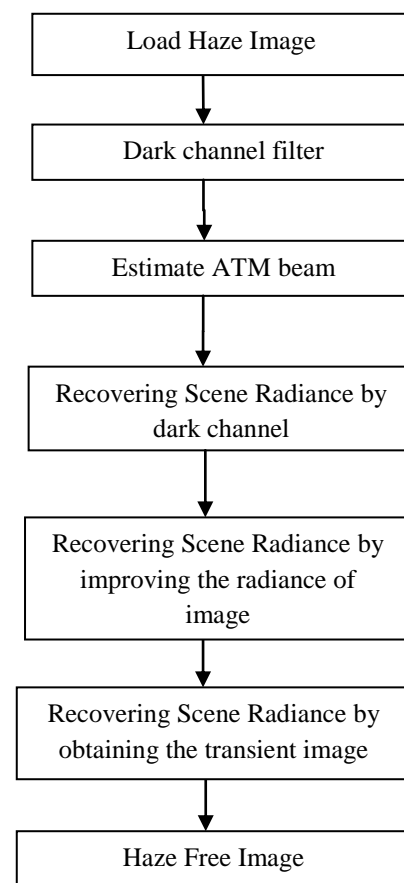 Load Haze Image
Dark channel filter
Estimate ATM beam
Recovering Scene Radiance by
dark channel
Recovering Scene Radiance by
improving the radiance of
image
Recovering Scene Radiance by
obtaining the transient image
Haze Free Image